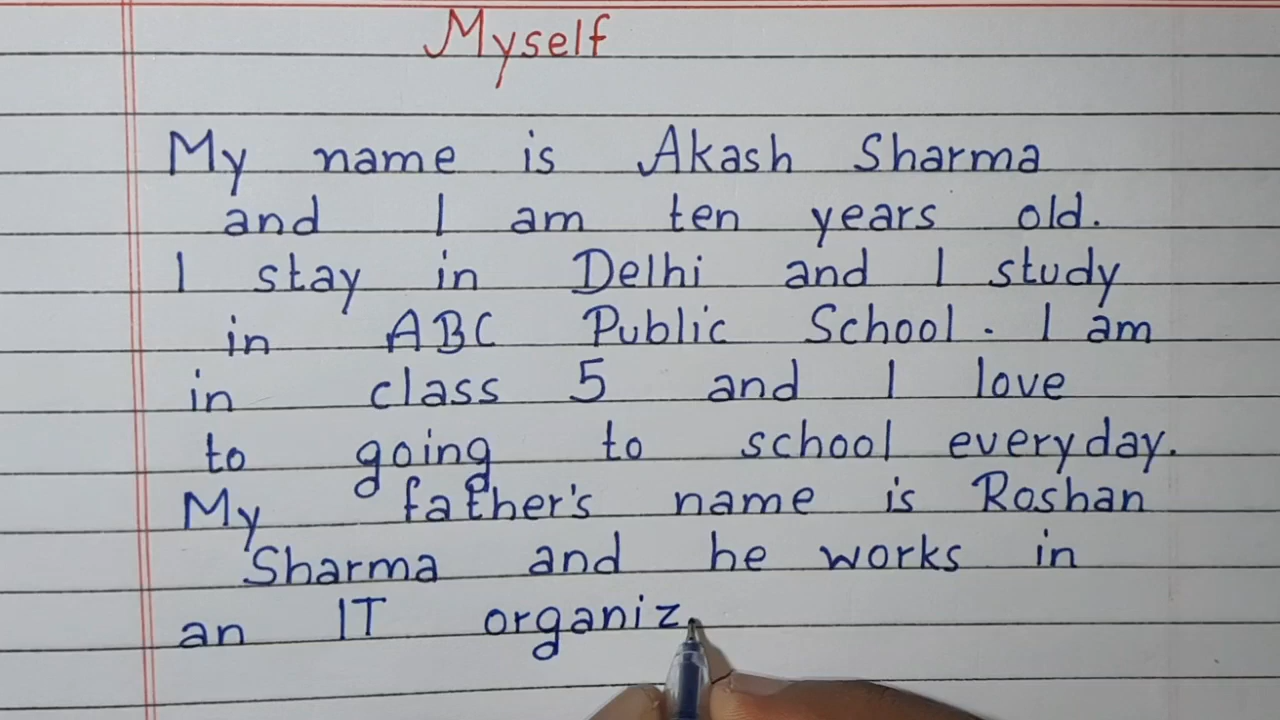 Myself
My name is Akash Sharma
and I am ten years old.
I stay in Delhi and I study
in ABC Public School. I am
in class 5 and I love
to going to school everyday.
My father's name is Roshan
Sharma and he works in
an IT organiz